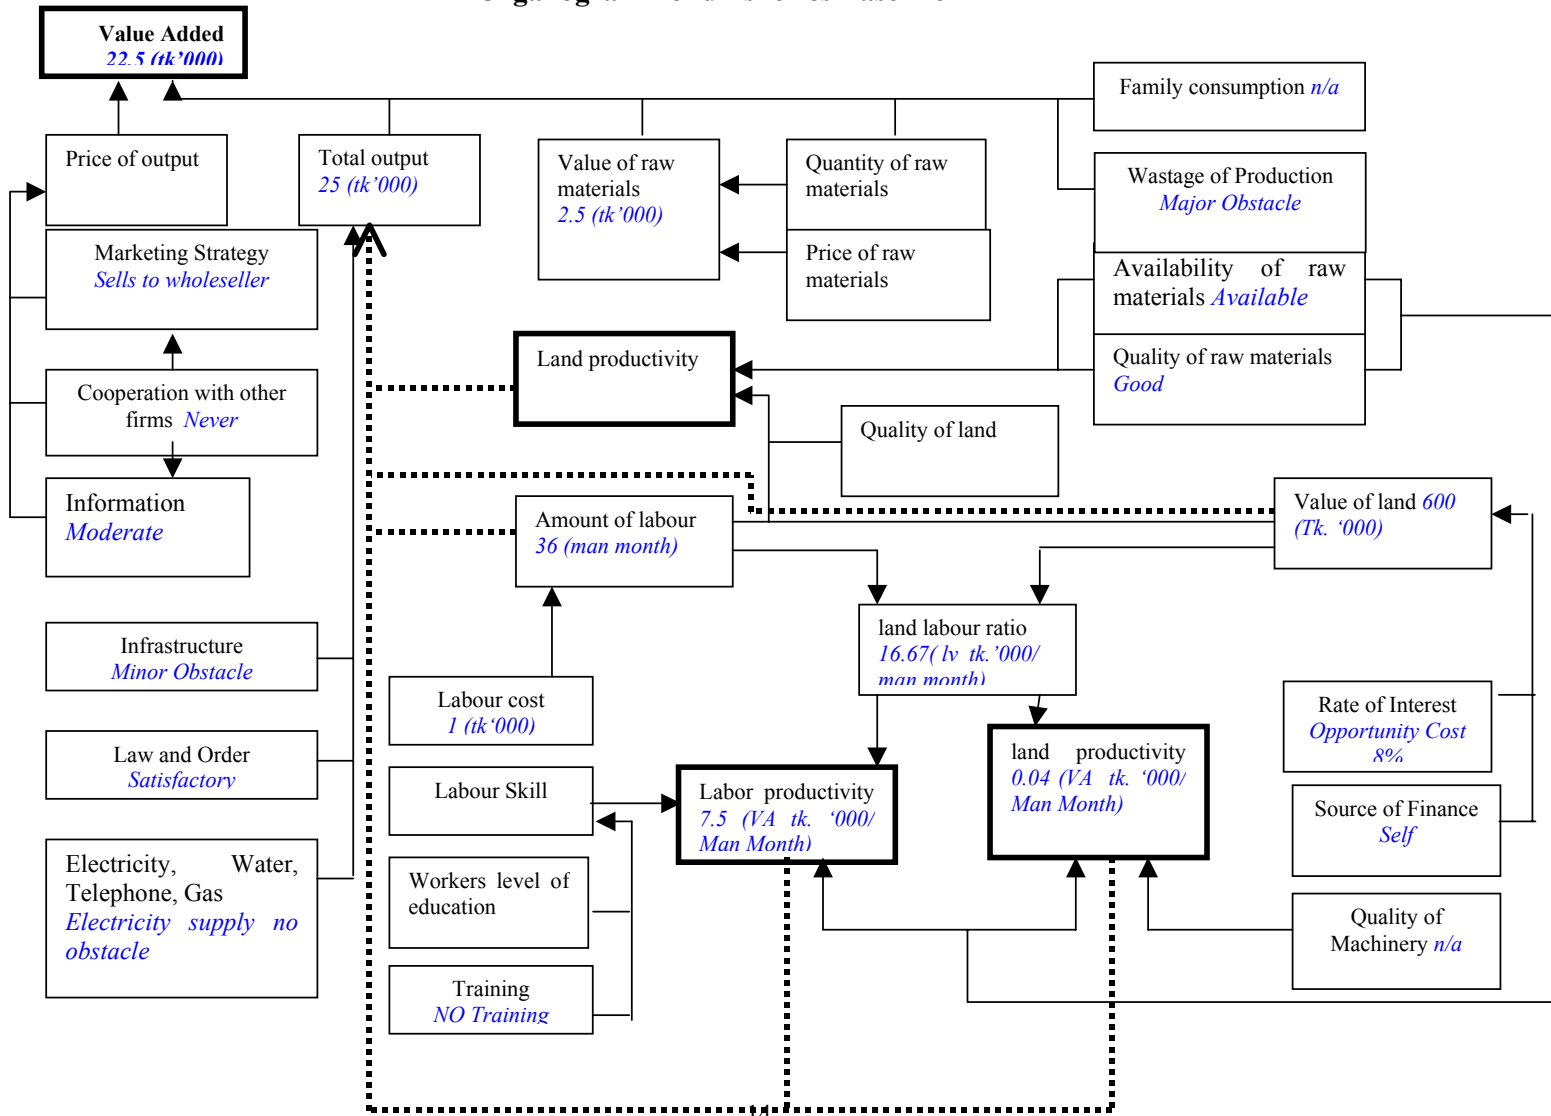 Value Added
22.5 (tk’000)
Family consumption n/a
Price of output
Total output
25 (tk’000)
Value of raw
materials
2.5 (tk’000)
Quantity of raw
materials
Wastage of Production
Major Obstacle
Marketing Strategy
Sells to wholeseller
Price of raw
materials
Availability of raw
materials Available
Land productivity
Quality of raw materials
Good
Cooperation with other
firms Never
Quality of land
Information
Moderate
Amount of labour
36 (man month)
Value of land 600
(Tk. ‘000)
land labour ratio
16.67( lv tk.’000/
man month)
Infrastructure
Minor Obstacle
Labour cost
1 (tk‘000)
Rate of Interest
Opportunity Cost
8%
Law and Order
Satisfactory
land productivity
0.04 (VA tk. ‘000/
Man Month)
Labour Skill
Labor productivity
7.5 (VA tk. ‘000/
Man Month)
Source of Finance
Self
Electricity, Water,
Telephone, Gas
Electricity supply no
obstacle
Workers level of
education
Quality of
Machinery n/a
Training
NO Training